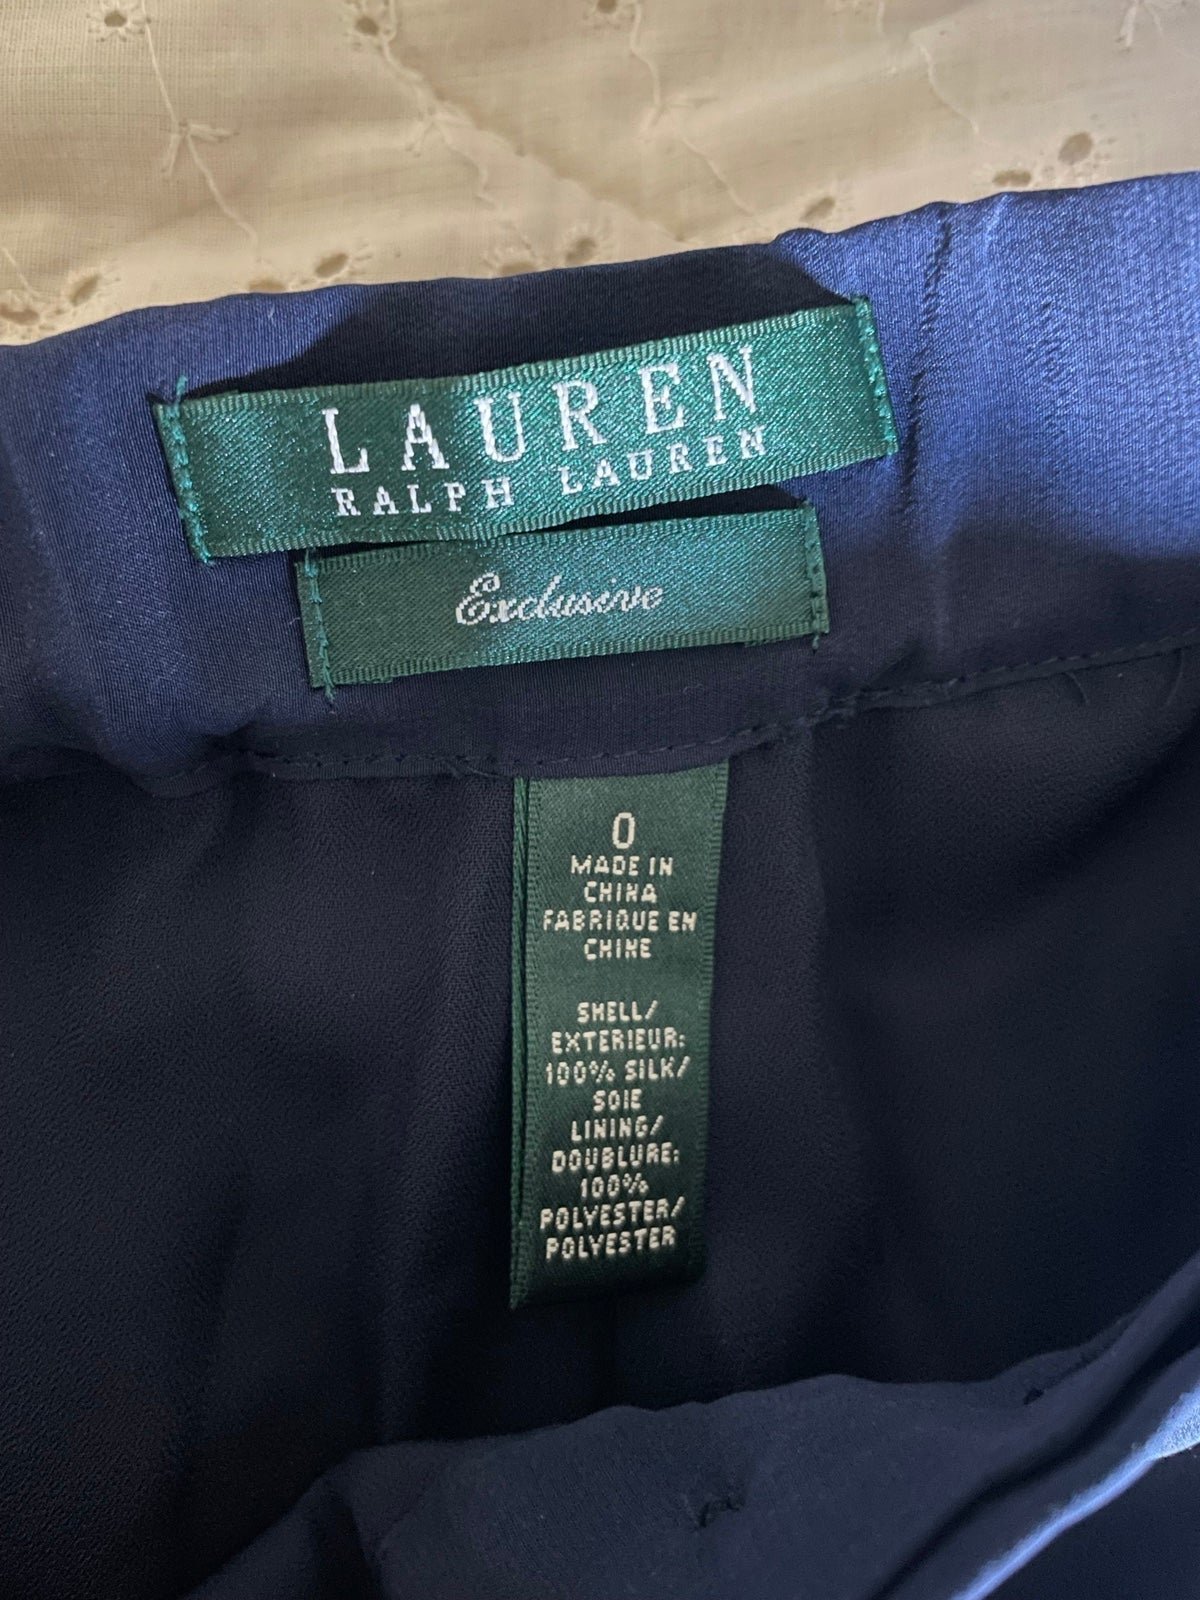 LAUREN
RALPH LAUREN
Exclusive
0
MADE IN
CHINA
FABRIQUE EN
CHINE
SHELL/
EXTERIEUR:
100% SILK/
SOIE
LINING/
DOUBLURE:
100%
POLYESTER/
POLYESTER